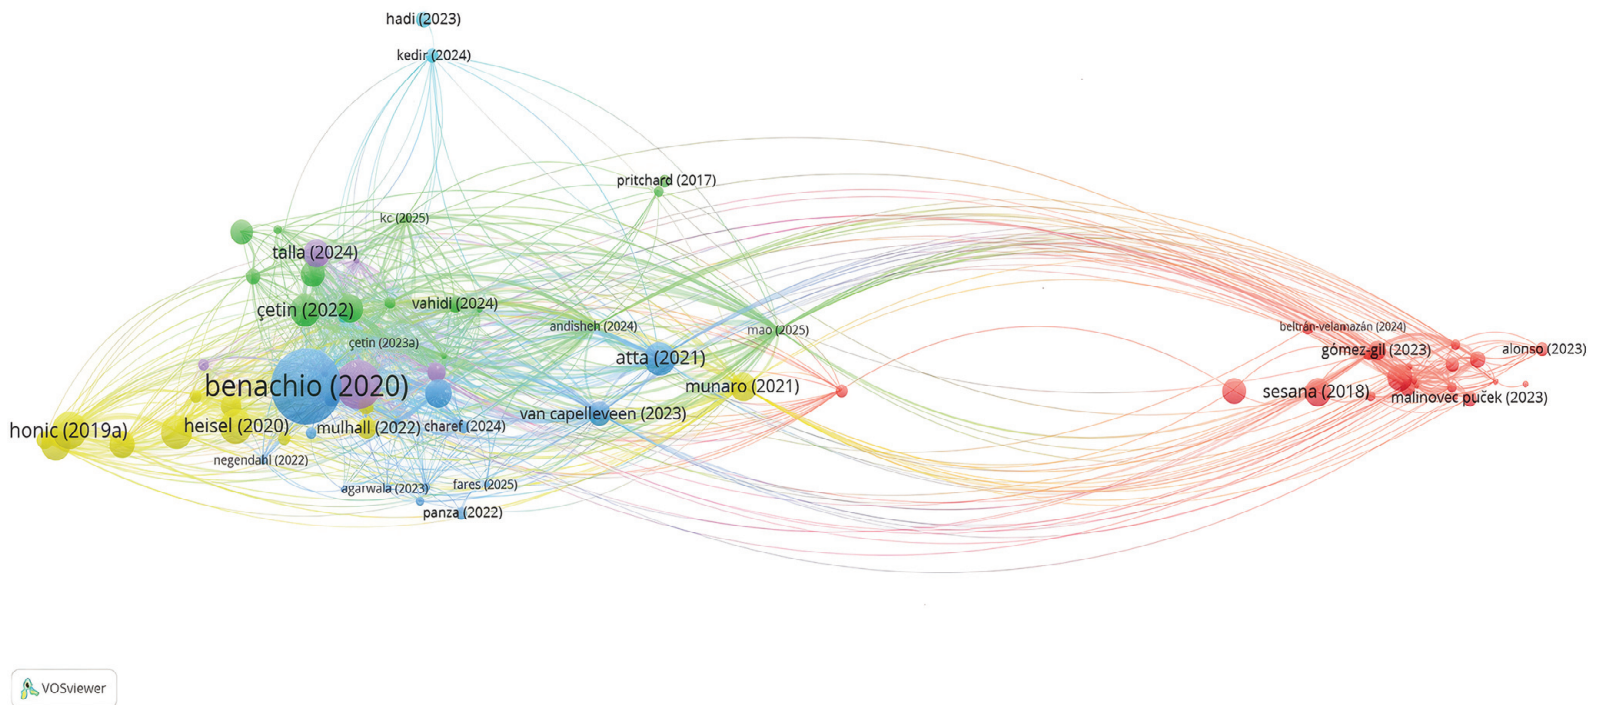 hadi (2023)
kedir (2024)
pritchard (2017)
kc (2025)
talla (2024)
vahidi (2024)
çetin (2022)
andisheh (2024)
mao (2025)
beltrán-velamazán (2024)
çetin (2023a)
gómez-gil (2023)
alonso (2023)
atta (2021)
benachio (2020)
munaro (2021)
sesana (2018)
malinovec puček (2023)
van capelleveen (2023)
honic (2019a)
heisel (2020)
mulhall (2022)
charef (2024)
negendahl (2022)
agarwala (2023)
fares (2025)
panza (2022)
VOSviewer